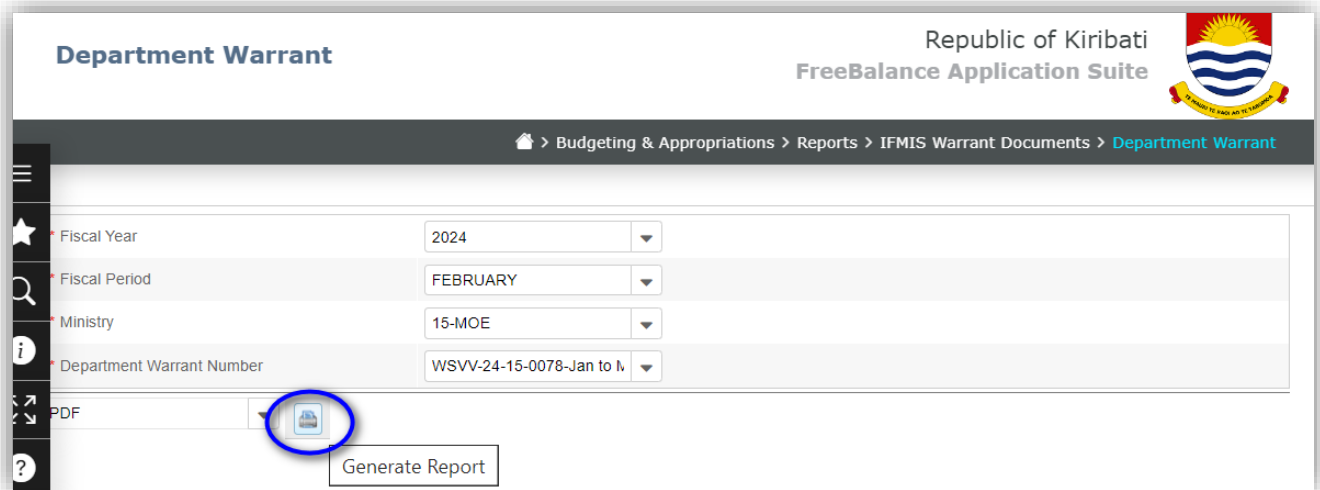 Department Warrant
Republic of Kiribati
FreeBalance Application Suite
> Budgeting & Appropriations > Reports > IFMIS Warrant Documents > Department Warrant
* Fiscal Year 2024
* Fiscal Period FEBRUARY
* Ministry 15-MOE
* Department Warrant Number WSVV-24-15-0078-Jan to
PDF
Generate Report